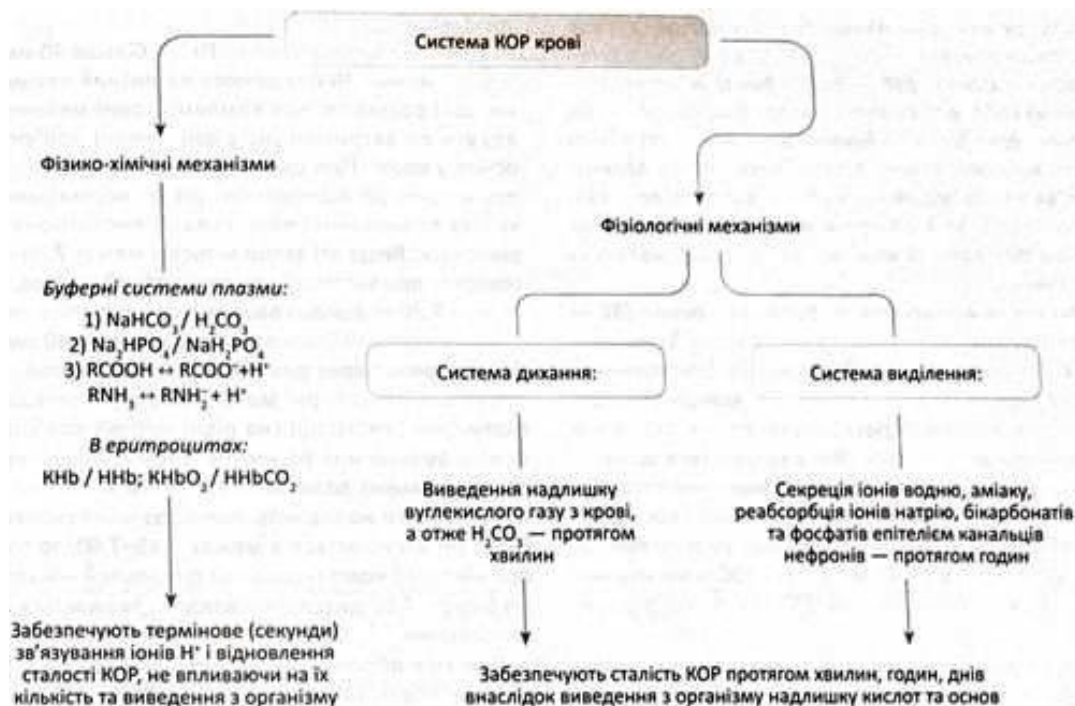 Система КОР крові
Фізико-хімічні механізми
Буферні системи плазми:
1) NaHCO₃ / H₂CO₃
2) Na₂HPO₄ / NaH₂PO₄
3) RCOOH ↔ RCOO⁻+H⁺
RNH₃ ↔ RNH₂⁻ + H⁺
В еритроцитах:
KHb / HHb; KHbO₂ / HHbCO₂
Забезпечують термінове (секунди)
зв'язування іонів H⁺ і відновлення
сталості КОР, не впливаючи на їх
кількість та виведення з організму
Фізіологічні механізми
Система дихання:
Виведення надлишку
вуглекислого газу з крові,
а отже H₂CO₃ — протягом
хвилин
Система виділення:
Секреція іонів водню, аміаку,
реабсорбція іонів натрію, бікарбонатів
та фосфатів епітелієм канальців
нефронів — протягом годин
Забезпечують сталість КОР протягом хвилин, годин, днів
внаслідок виведення з організму надлишку кислот та основ